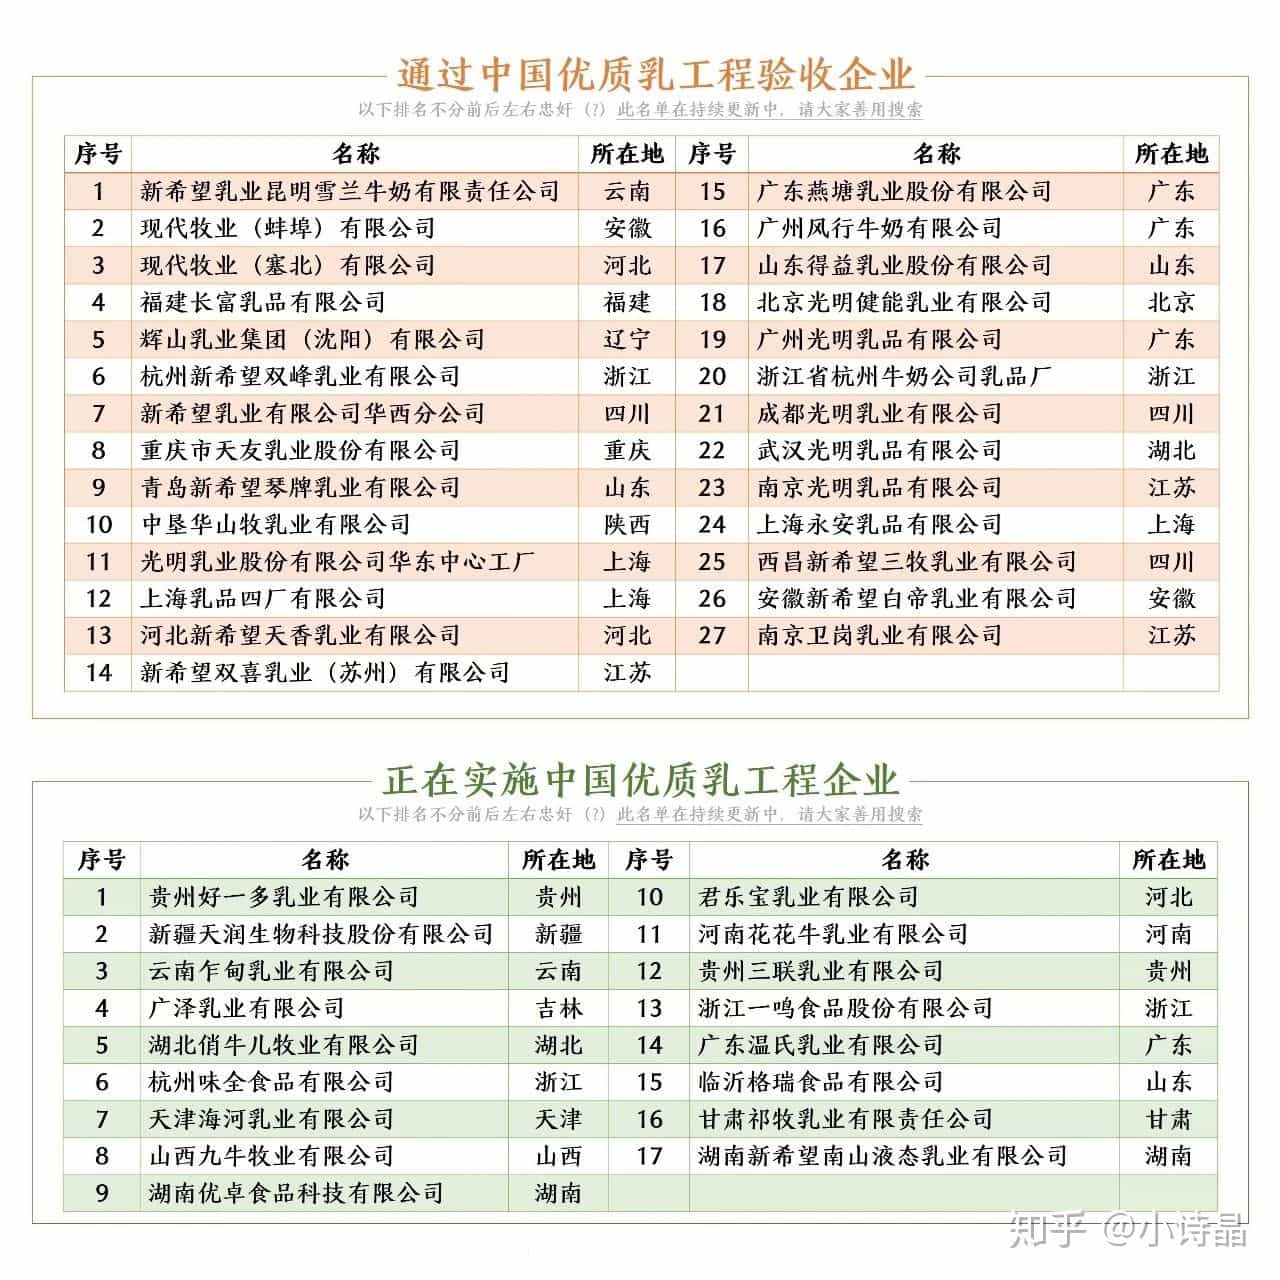 通过中国优质乳工程验收企业
以下排名不分前后左右忠奸（?）此名单在持续更新中，请大家善用搜索
序号 名称 所在地 序号 名称 所在地
1 新希望乳业昆明雪兰牛奶有限责任公司 云南 15 广东燕塘乳业股份有限公司 广东
2 现代牧业（蚌埠）有限公司 安徽 16 广州风行牛奶有限公司 广东
3 现代牧业（塞北）有限公司 河北 17 山东得益乳业股份有限公司 山东
4 福建长富乳品有限公司 福建 18 北京光明健能乳业有限公司 北京
5 辉山乳业集团（沈阳）有限公司 辽宁 19 广州光明乳品有限公司 广东
6 杭州新希望双峰乳业有限公司 浙江 20 浙江省杭州牛奶公司乳品厂 浙江
7 新希望乳业有限公司华西分公司 四川 21 成都光明乳业有限公司 四川
8 重庆市天友乳业股份有限公司 重庆 22 武汉光明乳品有限公司 湖北
9 青岛新希望琴牌乳业有限公司 山东 23 南京光明乳品有限公司 江苏
10 中垦华山牧乳业有限公司 陕西 24 上海永安乳品有限公司 上海
11 光明乳业股份有限公司华东中心工厂 上海 25 西昌新希望三牧乳业有限公司 四川
12 上海乳品四厂有限公司 上海 26 安徽新希望白帝乳业有限公司 安徽
13 河北新希望天香乳业有限公司 河北 27 南京卫岗乳业有限公司 江苏
14 新希望双喜乳业（苏州）有限公司 江苏
正在实施中国优质乳工程企业
以下排名不分前后左右忠奸（?）此名单在持续更新中，请大家善用搜索
序号 名称 所在地 序号 名称 所在地
1 贵州好一多乳业有限公司 贵州 10 君乐宝乳业有限公司 河北
2 新疆天润生物科技股份有限公司 新疆 11 河南花花牛乳业有限公司 河南
3 云南乍甸乳业有限公司 云南 12 贵州三联乳业有限公司 贵州
4 广泽乳业有限公司 吉林 13 浙江一鸣食品股份有限公司 浙江
5 湖北俏牛儿牧业有限公司 湖北 14 广东温氏乳业有限公司 广东
6 杭州味全食品有限公司 浙江 15 临沂格瑞食品有限公司 山东
7 天津海河乳业有限公司 天津 16 甘肃祁牧乳业有限责任公司 甘肃
8 山西九牛牧业有限公司 山西 17 湖南新希望南山液态乳业有限公司 湖南
9 湖南优卓食品科技有限公司 湖南
知乎 @小诗晶